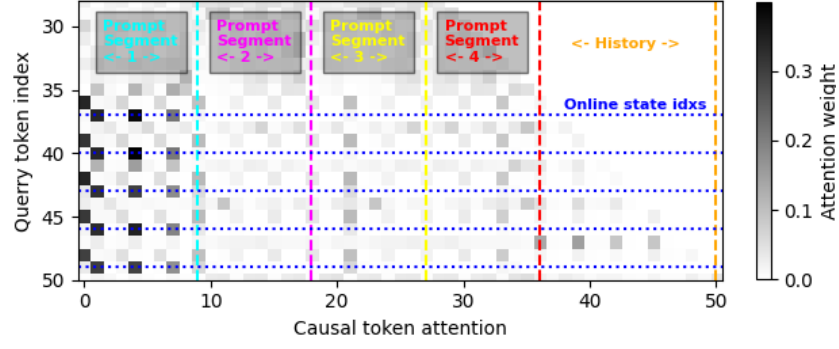 30
35
40
45
50
Querry token index
Prompt
Segment
<- 1 ->
Prompt
Segment
<- 2 ->
Prompt
Segment
<- 3 ->
Prompt
Segment
<- 4 ->
<- History ->
Online state idxs
0
10
20
30
40
50
Causal token attention
0.3
0.2
0.1
0.0
Attention weight